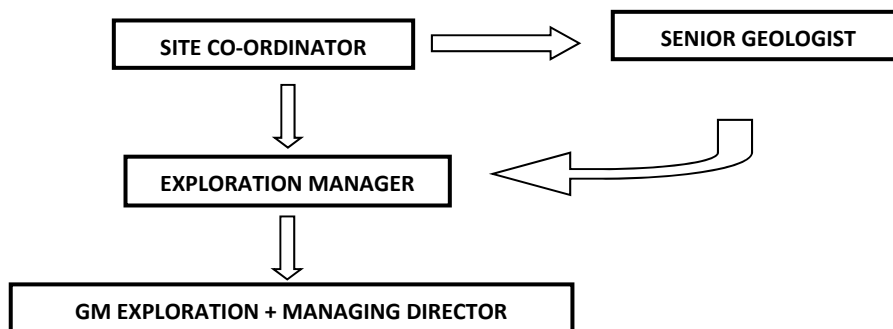 SITE CO-ORDINATOR
SENIOR GEOLOGIST
EXPLORATION MANAGER
GM EXPLORATION + MANAGING DIRECTOR